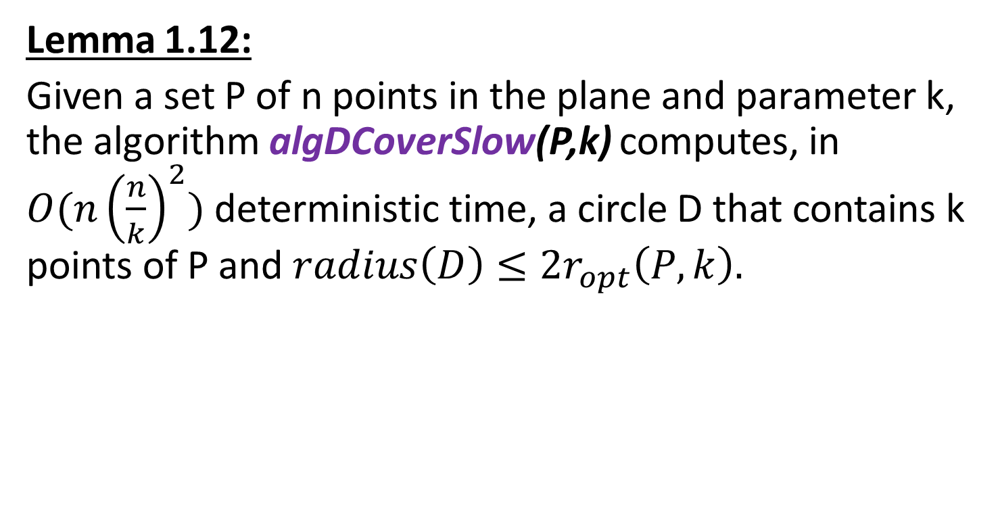 Lemma 1.12:
Given a set P of n points in the plane and parameter k,
the algorithm algDCoverSlow(P,k) computes, in
$O(n\left(\frac{n}{k}\right)^2)$ deterministic time, a circle D that contains k
points of P and $radius(D) \leq 2r_{opt}(P, k)$.